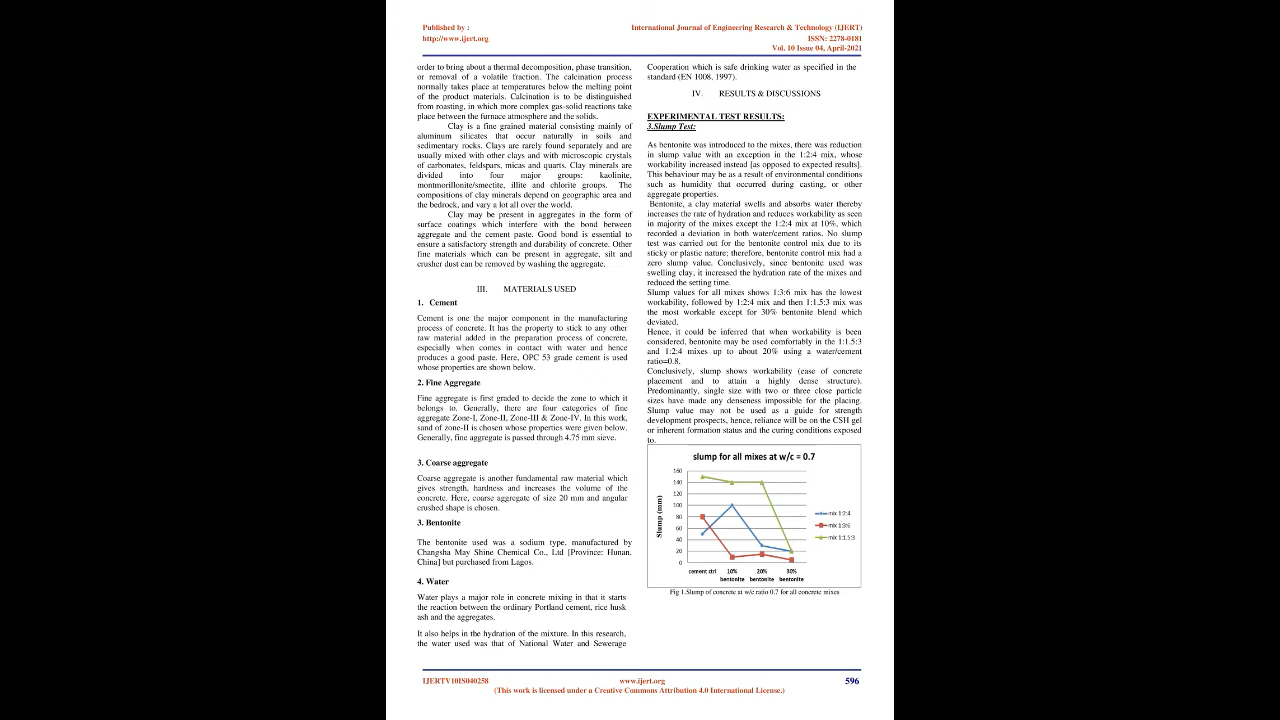 Published by :
http://www.ijert.org
International Journal of Engineering Research & Technology (IJERT)
ISSN: 2278-0181
Vol. 10 Issue 04, April-2021
order to bring about a thermal decomposition, phase transition,
or removal of a volatile fraction. The calcination process
normally takes place at temperatures below the melting point
of the product materials. Calcination is to be distinguished
from roasting, in which more complex gas-solid reactions take
place between the furnace atmosphere and the solids.
Clay is a fine grained material consisting mainly of
aluminum silicates that occur naturally in soils and
sedimentary rocks. Clays are rarely found separately and are
usually mixed with other clays and with microscopic crystals
of carbonates, feldspars, micas and quarts. Clay minerals are
divided into four major groups; kaolinite,
montmorillonite/smectite, illite and chlorite groups. The
compositions of clay minerals depend on geographic area and
the bedrock, and vary a lot all over the world.
Clay may be present in aggregates in the form of
surface coatings which interfere with the bond between
aggregate and the cement paste. Good bond is essential to
ensure a satisfactory strength and durability of concrete. Other
fine materials which can be present in aggregate, silt and
crusher dust can be removed by washing the aggregate.
III. MATERIALS USED
1. Cement
Cement is one the major component in the manufacturing
process of concrete. It has the property to stick to any other
raw material added in the preparation process of concrete,
especially when comes in contact with water and hence
produces a good paste. Here, OPC 53 grade cement is used
whose properties are shown below.
2. Fine Aggregate
Fine aggregate is first graded to decide the zone to which it
belongs to. Generally, there are four categories of fine
aggregate Zone-I, Zone-II, Zone-III & Zone-IV. In this work,
sand of zone-II is chosen whose properties were given below.
Generally, fine aggregate is passed through 4.75 mm sieve.
3. Coarse aggregate
Coarse aggregate is another fundamental raw material which
gives strength, hardness and increases the volume of the
concrete. Here, coarse aggregate of size 20 mm and angular
crushed shape is chosen.
3. Bentonite
The bentonite used was a sodium type, manufactured by
Changsha May Shine Chemical Co., Ltd [Province: Hunan,
China] but purchased from Lagos.
4. Water
Water plays a major role in concrete mixing in that it starts
the reaction between the ordinary Portland cement, rice husk
ash and the aggregates.
It also helps in the hydration of the mixture. In this research,
the water used was that of National Water and Sewerage
Cooperation which is safe drinking water as specified in the
standard (EN 1008, 1997).
IV. RESULTS & DISCUSSIONS
EXPERIMENTAL TEST RESULTS:
3.Slump Test:
As bentonite was introduced to the mixes, there was reduction
in slump value with an exception in the 1:2:4 mix, whose
workability increased instead [as opposed to expected results].
This behaviour may be as a result of environmental conditions
such as humidity that occurred during casting, or other
aggregate properties.
Bentonite, a clay material swells and absorbs water thereby
increases the rate of hydration and reduces workability as seen
in majority of the mixes except the 1:2:4 mix at 10%, which
recorded a deviation in both water/cement ratios. No slump
test was carried out for the bentonite control mix due to its
sticky or plastic nature; therefore, bentonite control mix had a
zero slump value. Conclusively, since bentonite used was
swelling clay, it increased the hydration rate of the mixes and
reduced the setting time.
Slump values for all mixes shows 1:3:6 mix has the lowest
workability, followed by 1:2:4 mix and then 1:1.5:3 mix was
the most workable except for 30% bentonite blend which
deviated.
Hence, it could be inferred that when workability is been
considered, bentonite may be used comfortably in the 1:1.5:3
and 1:2:4 mixes up to about 20% using a water/cement
ratio=0.8.
Conclusively, slump shows workability (ease of concrete
placement and to attain a highly dense structure).
Predominantly, single size with two or three close particle
sizes have made any denseness impossible for the placing.
Slump value may not be used as a guide for strength
development prospects, hence, reliance will be on the CSH gel
or inherent formation status and the curing conditions exposed
to.
slump for all mixes at w/c = 0.7
Slump (mm)
160
140
120
100
80
60
40
20
0
cement ctrl 10% 20% 30%
bentonite bentonite bentonite
mix 1:2:4
mix 1:3:6
mix 1:1.5:3
Fig 1.Slump of concrete at w/c ratio 0.7 for all concrete mixes
IJERTV10IS040258
www.ijert.org
596
(This work is licensed under a Creative Commons Attribution 4.0 International License.)